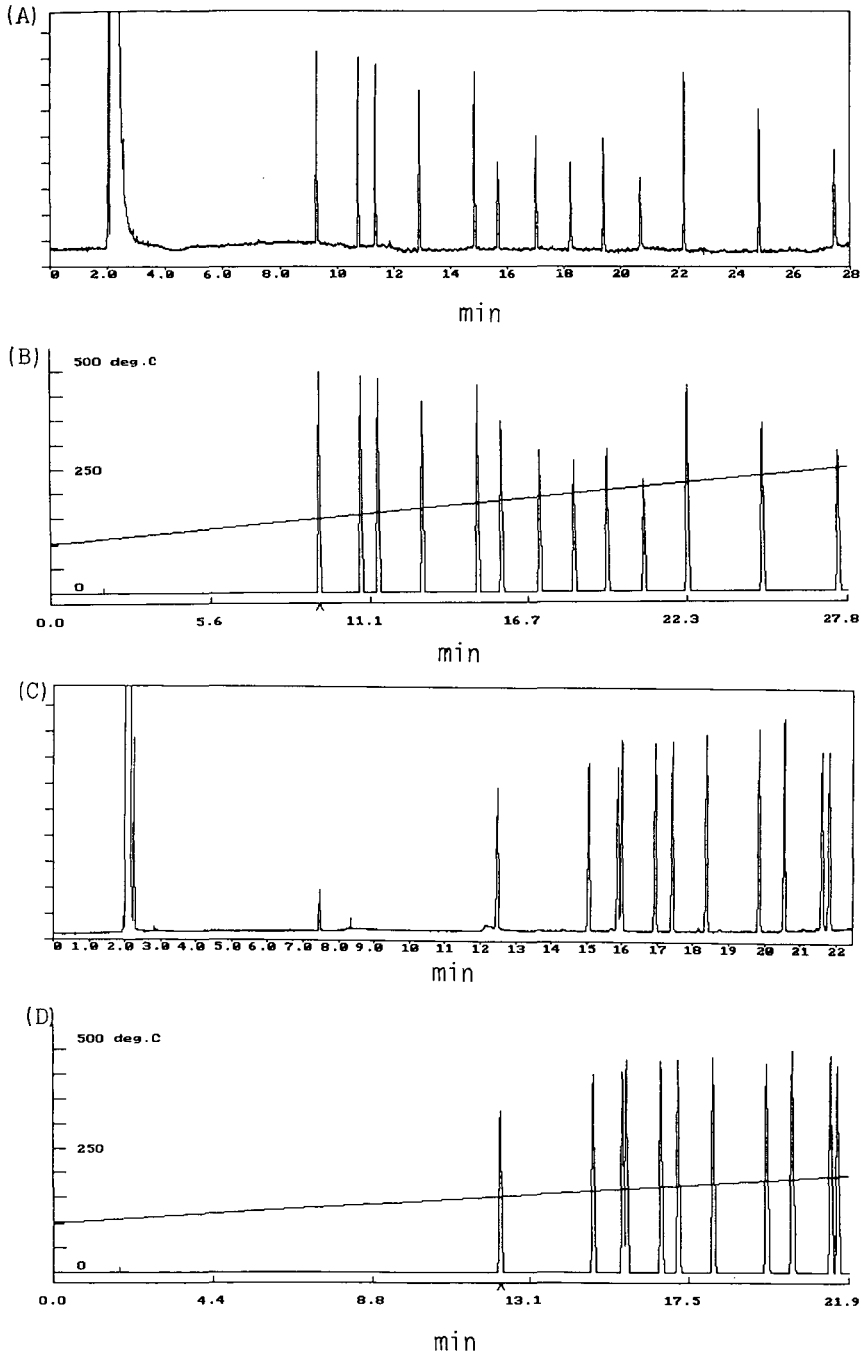 (A)
0 2.0 4.0 6.0 8.0 10 12 14 16 18 20 22 24 26 28
min
(B)
500 deg.C
250
0
0.0 5.6 11.1 16.7 22.3 27.8
min
(C)
0 1.0 2.0 3.0 4.0 5.0 6.0 7.0 8.0 9.0 10 11 12 13 14 15 16 17 18 19 20 21 22
min
(D)
500 deg.C
250
0
0.0 4.4 8.8 13.1 17.5 21.9
min